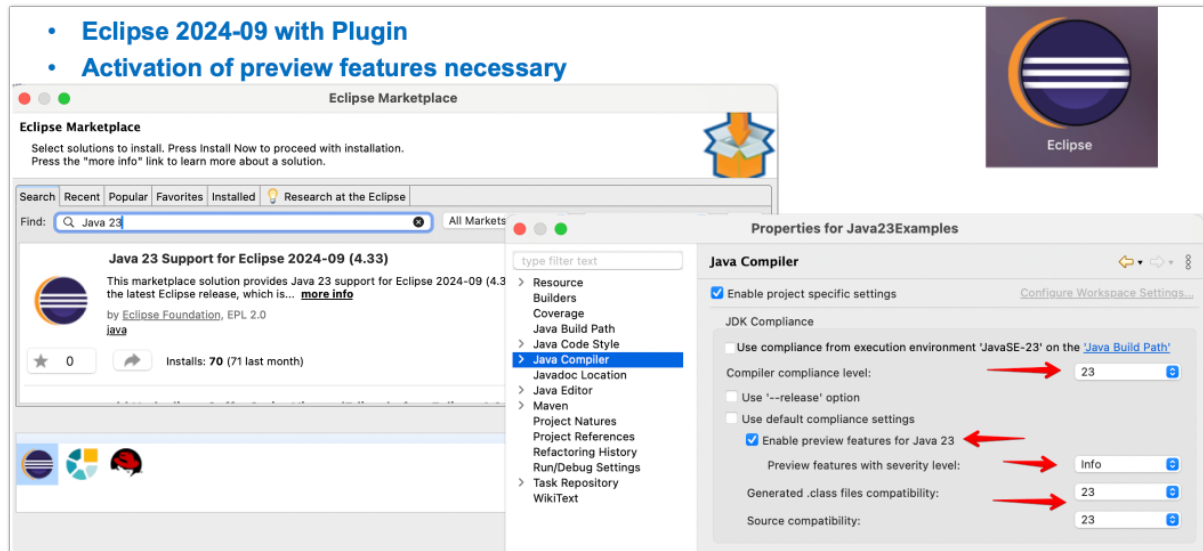 • Eclipse 2024-09 with Plugin
• Activation of preview features necessary
Eclipse
Eclipse Marketplace
Eclipse Marketplace
Select solutions to install. Press Install Now to proceed with installation.
Press the "more info" link to learn more about a solution.
Search Recent Popular Favorites Installed Research at the Eclipse
Find: Java 23 All Markets
Java 23 Support for Eclipse 2024-09 (4.33)
This marketplace solution provides Java 23 support for Eclipse 2024-09 (4.3
the latest Eclipse release, which is... more info
by Eclipse Foundation, EPL 2.0
java
0 Installs: 70 (71 last month)
Properties for Java23Examples
type filter text
> Resource
Builders
Coverage
Java Build Path
> Java Code Style
> Java Compiler
Javadoc Location
> Java Editor
> Maven
Project Natures
Project References
Refactoring History
Run/Debug Settings
> Task Repository
WikiText
Java Compiler
Enable project specific settings Configure Workspace Settings...
JDK Compliance
Use compliance from execution environment 'JavaSE-23' on the 'Java Build Path'
Compiler compliance level: 23
Use '--release' option
Use default compliance settings
Enable preview features for Java 23
Preview features with severity level: Info
Generated .class files compatibility: 23
Source compatibility: 23